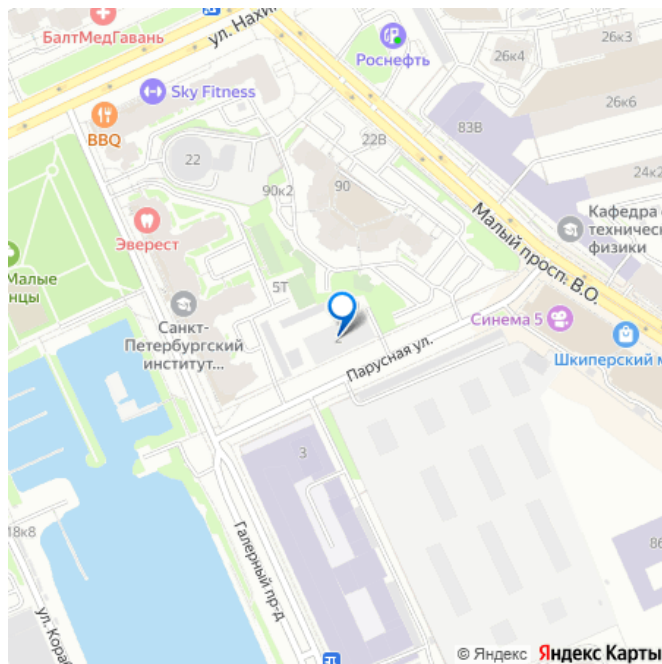 БалтМедГавань
ул. Нахи
Роснефть
26к3
26к4
Sky Fitness
26к6
BBQ
83В
22В
22
24к2
90к2
90
Эверест
Малый просп. В.О.
Кафедра
техническ
физики
Малые
нцы
5Т
Санкт-
Петербургский
институт...
2
Синема 5
Парусная ул.
Шкиперский м
3
18к8
Галерный пр-д
86
ул. Кораб
© Яндекс
Яндекс Карты